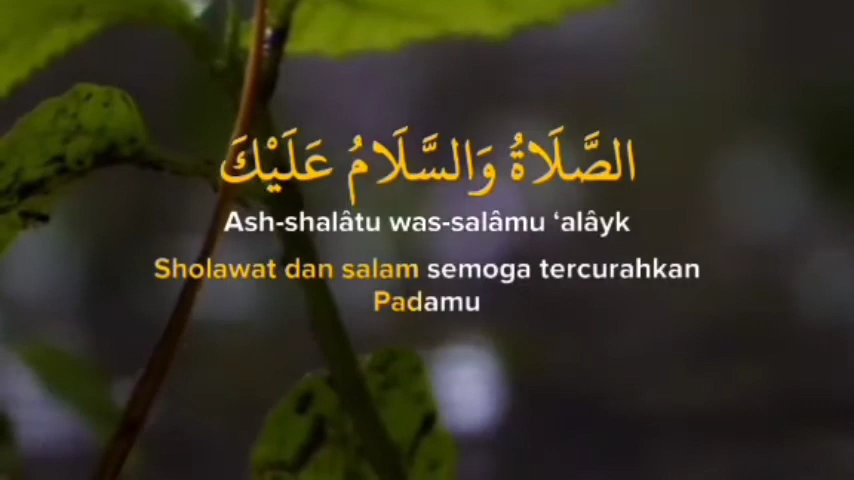 الصَّلَاةُ وَالسَّلَامُ عَلَيْكَ
Ash-shalâtu was-salâmu ‘alâyk
Sholawat dan salam semoga tercurahkan
Padamu